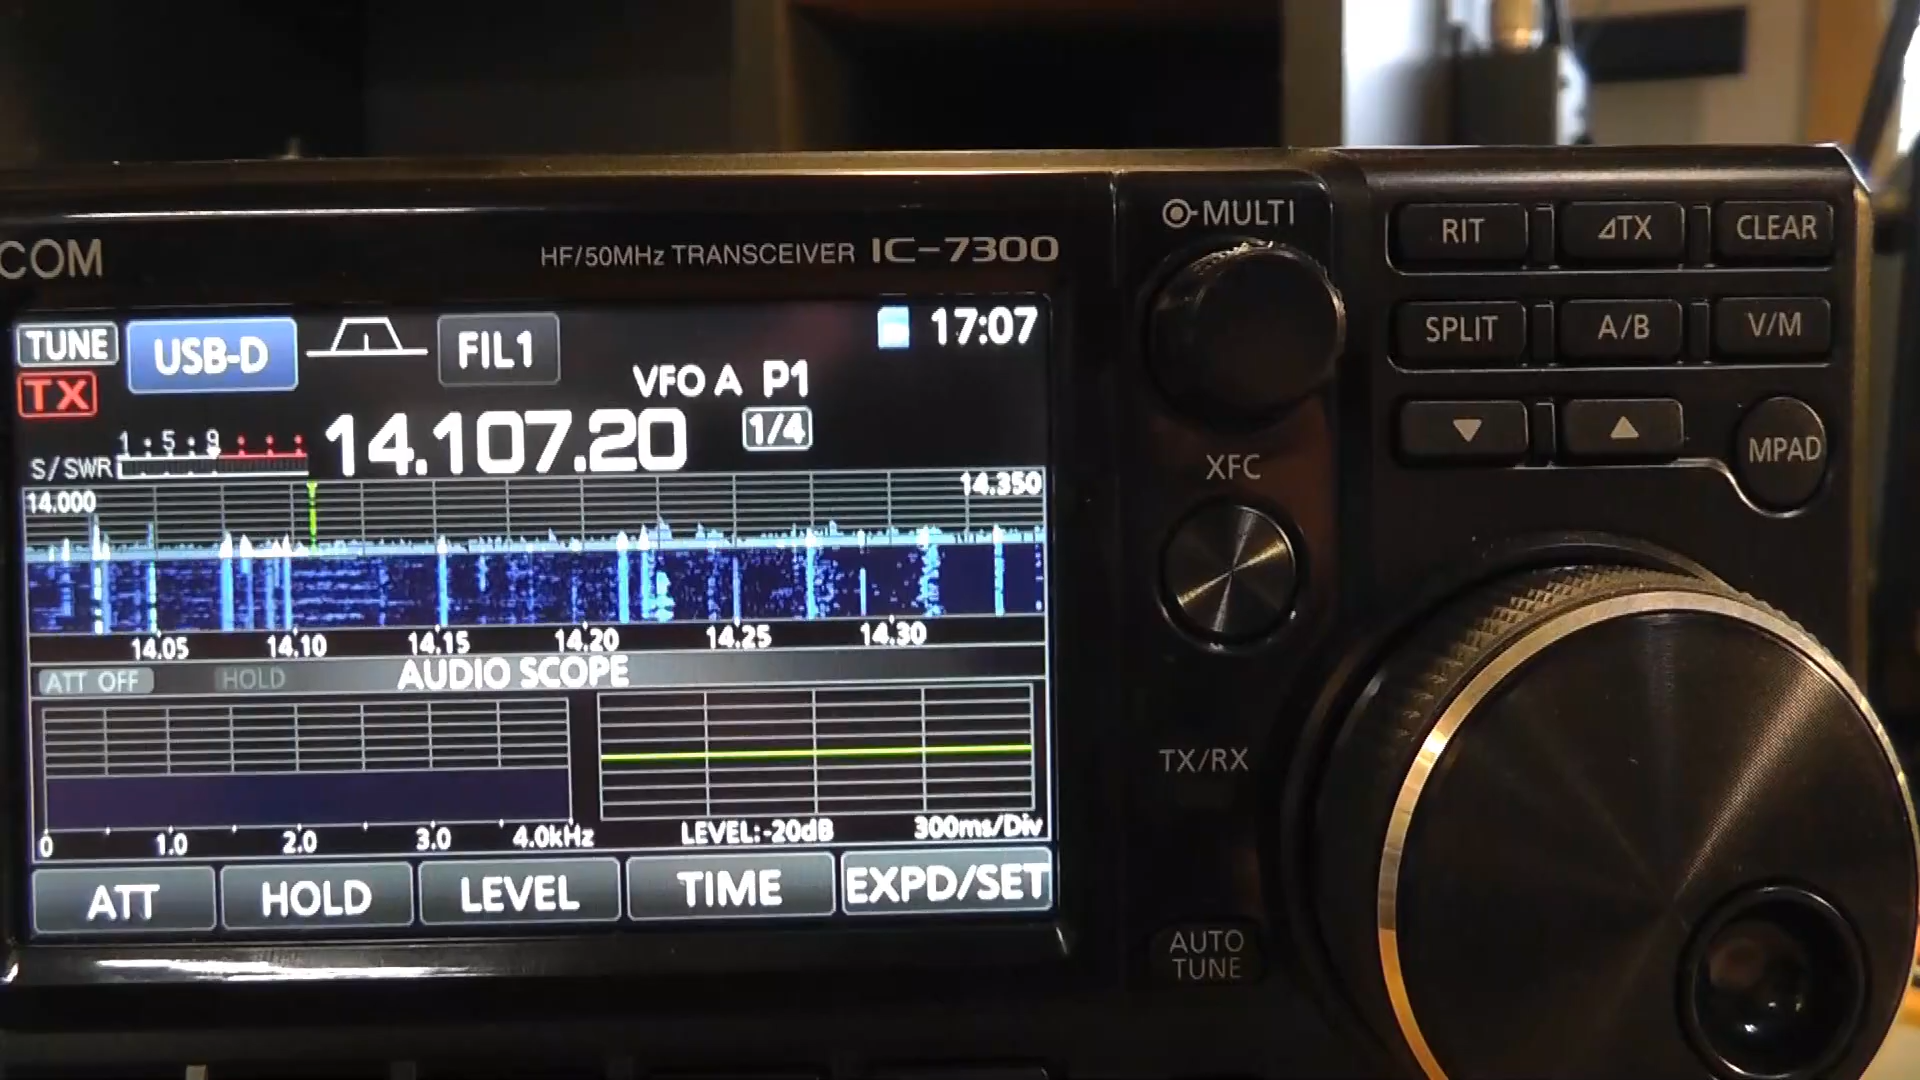 COM
HF/50MHz TRANSCEIVER IC-7300
TUNE USB-D FIL1 17:07
TX
VFO A P1
14.107.20 1/4
1 5 9
S/SWR
14.000 14.350
14.05 14.10 14.15 14.20 14.25 14.30
ATT OFF HOLD AUDIO SCOPE
0 1.0 2.0 3.0 4.0kHz LEVEL:-20dB 300ms/Div
ATT HOLD LEVEL TIME EXPD/SET
MULTI
XFC
TX/RX
AUTO
TUNE
RIT ⊿TX CLEAR
SPLIT A/B V/M
MPAD